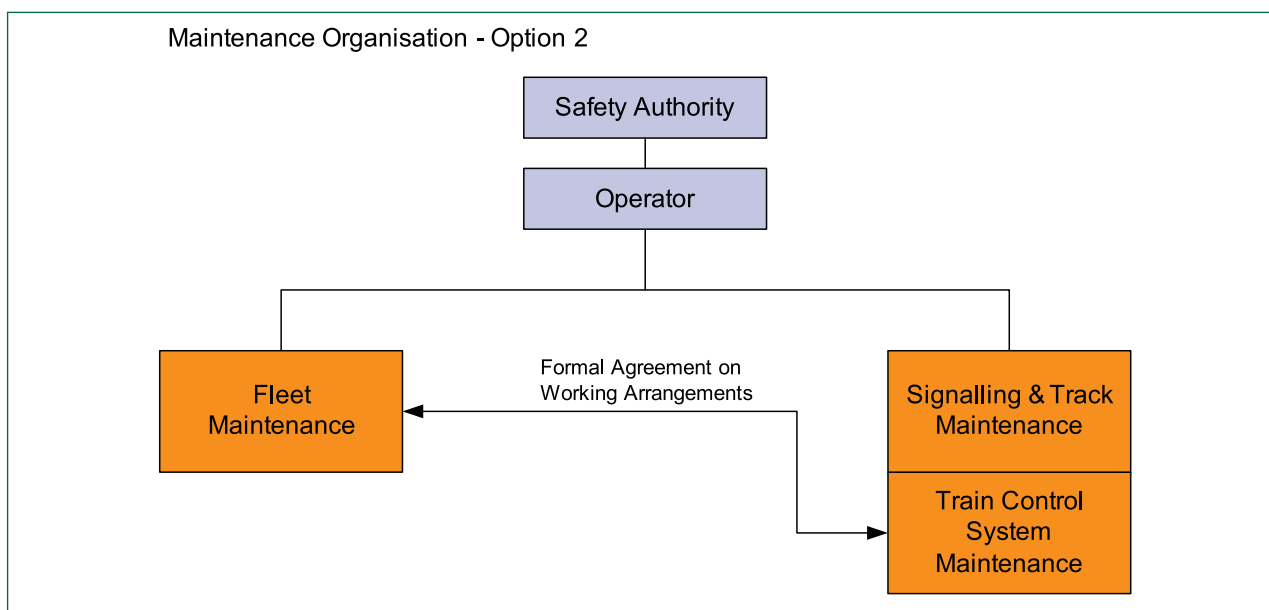 Maintenance Organisation - Option 2
Safety Authority
Operator
Fleet
Maintenance
Formal Agreement on
Working Arrangements
Signalling & Track
Maintenance
Train Control
System
Maintenance